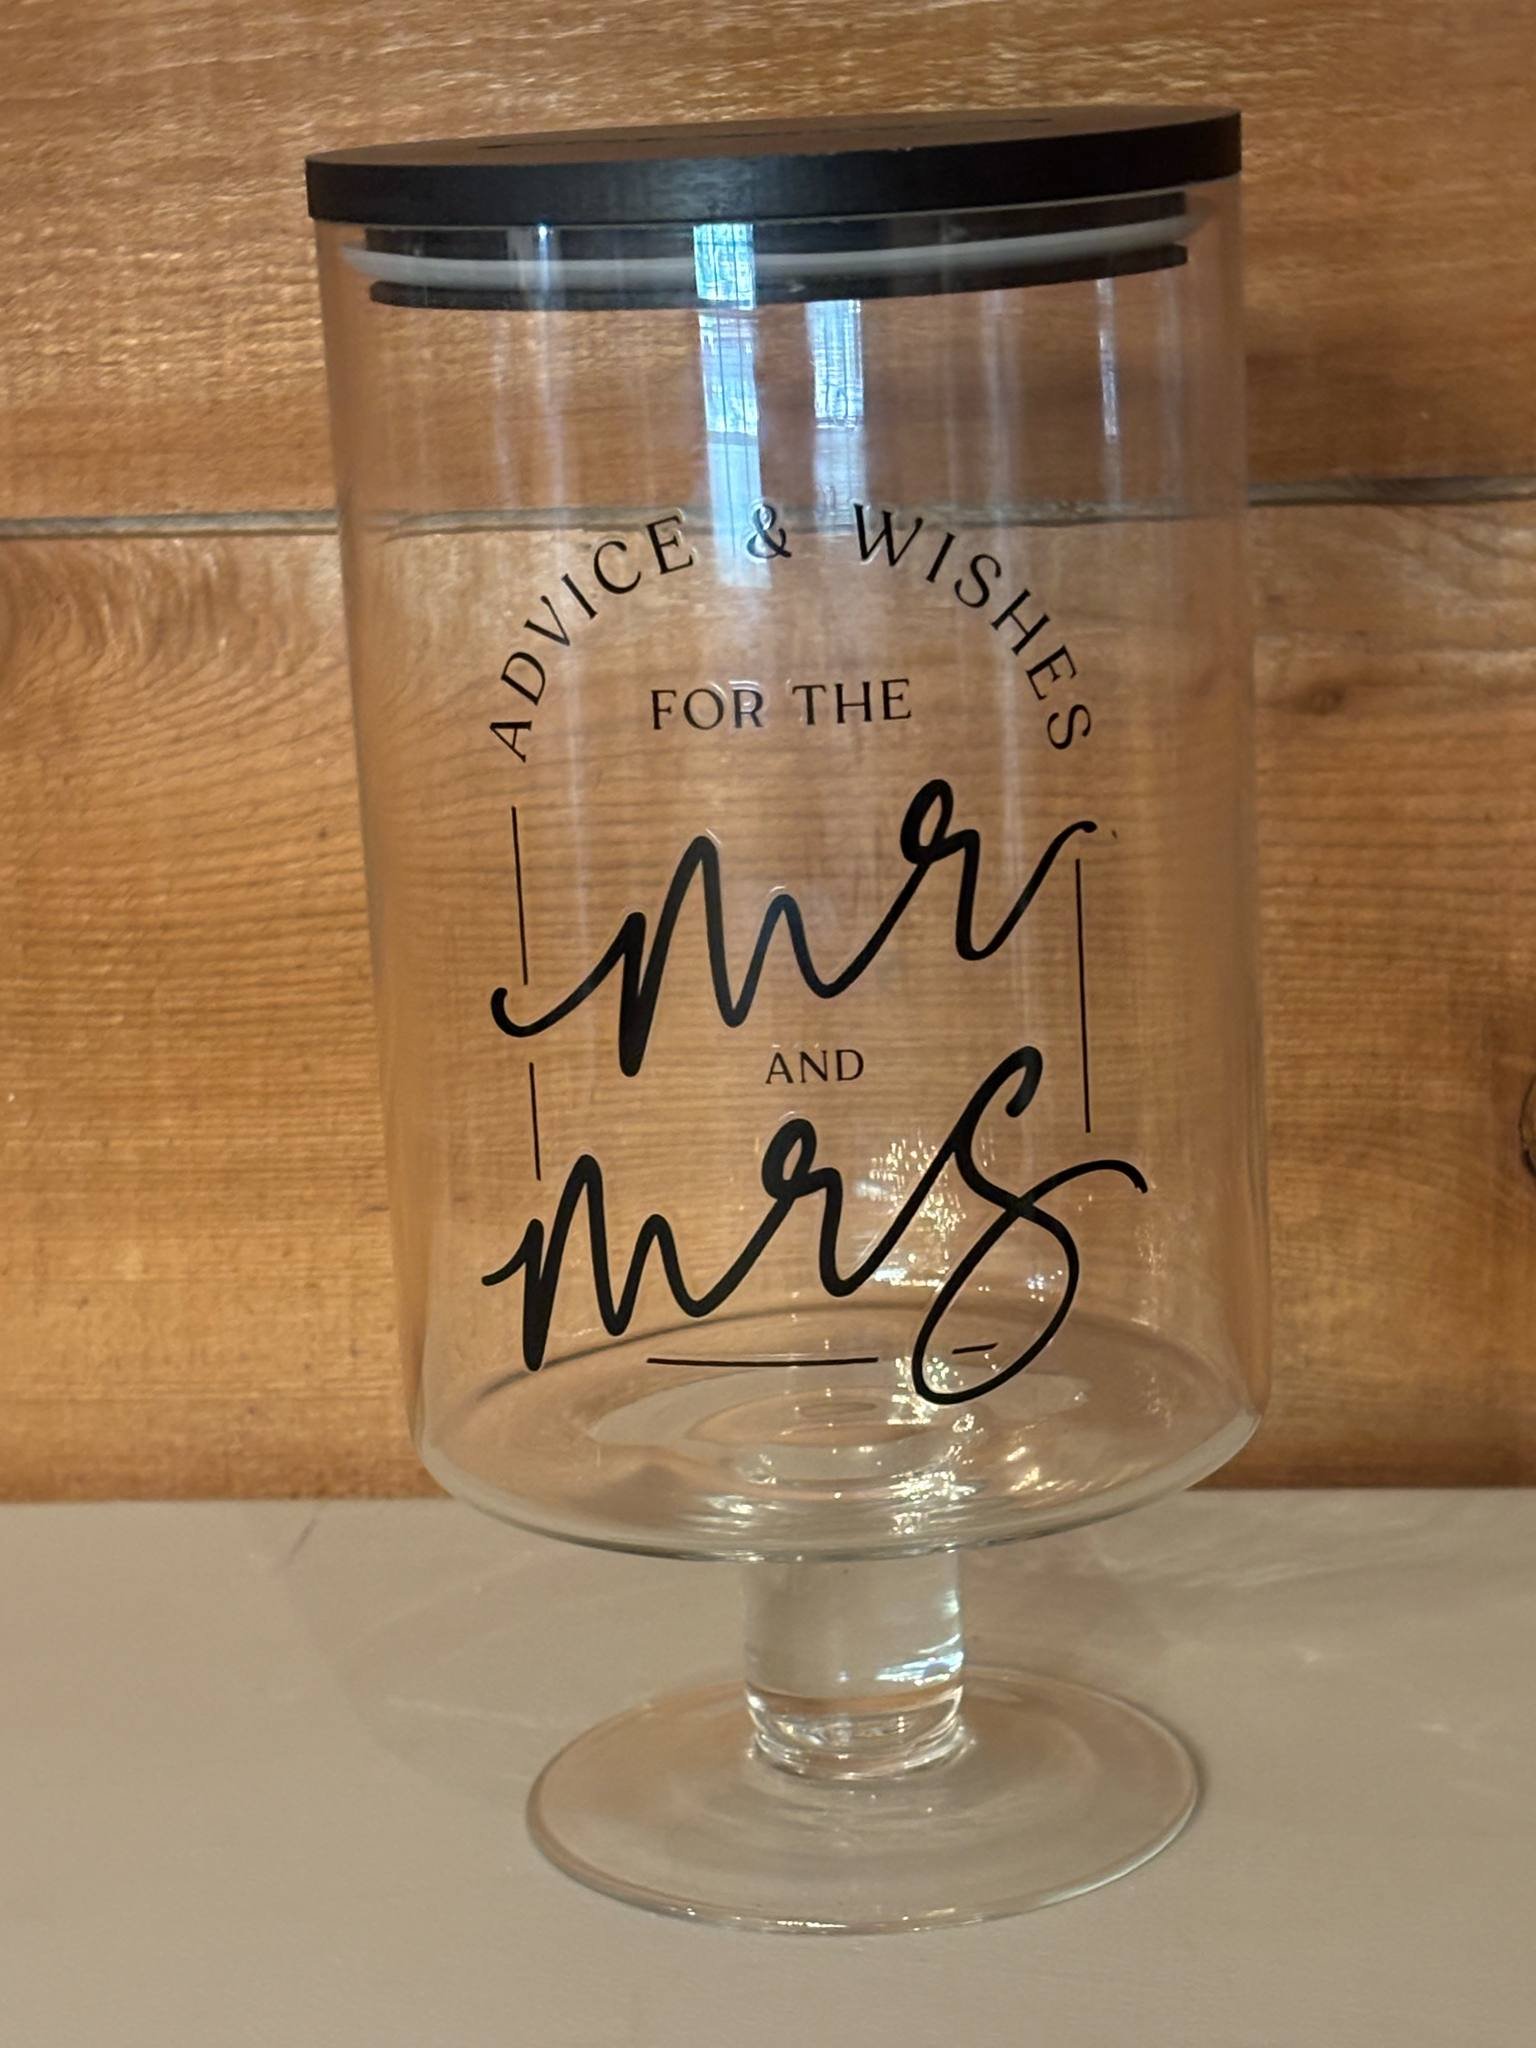 ADVICE & WISHES
FOR THE
mr
AND
mrs